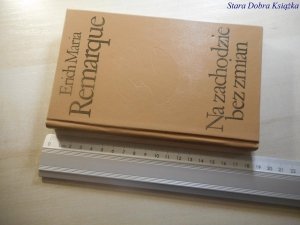 Stara Dobra Książka
Erich Maria
Remarque
Na zachodzie
bez zmian